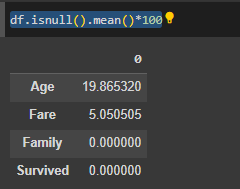 df.isnull().mean()*100
0
Age 19.865320
Fare 5.050505
Family 0.000000
Survived 0.000000